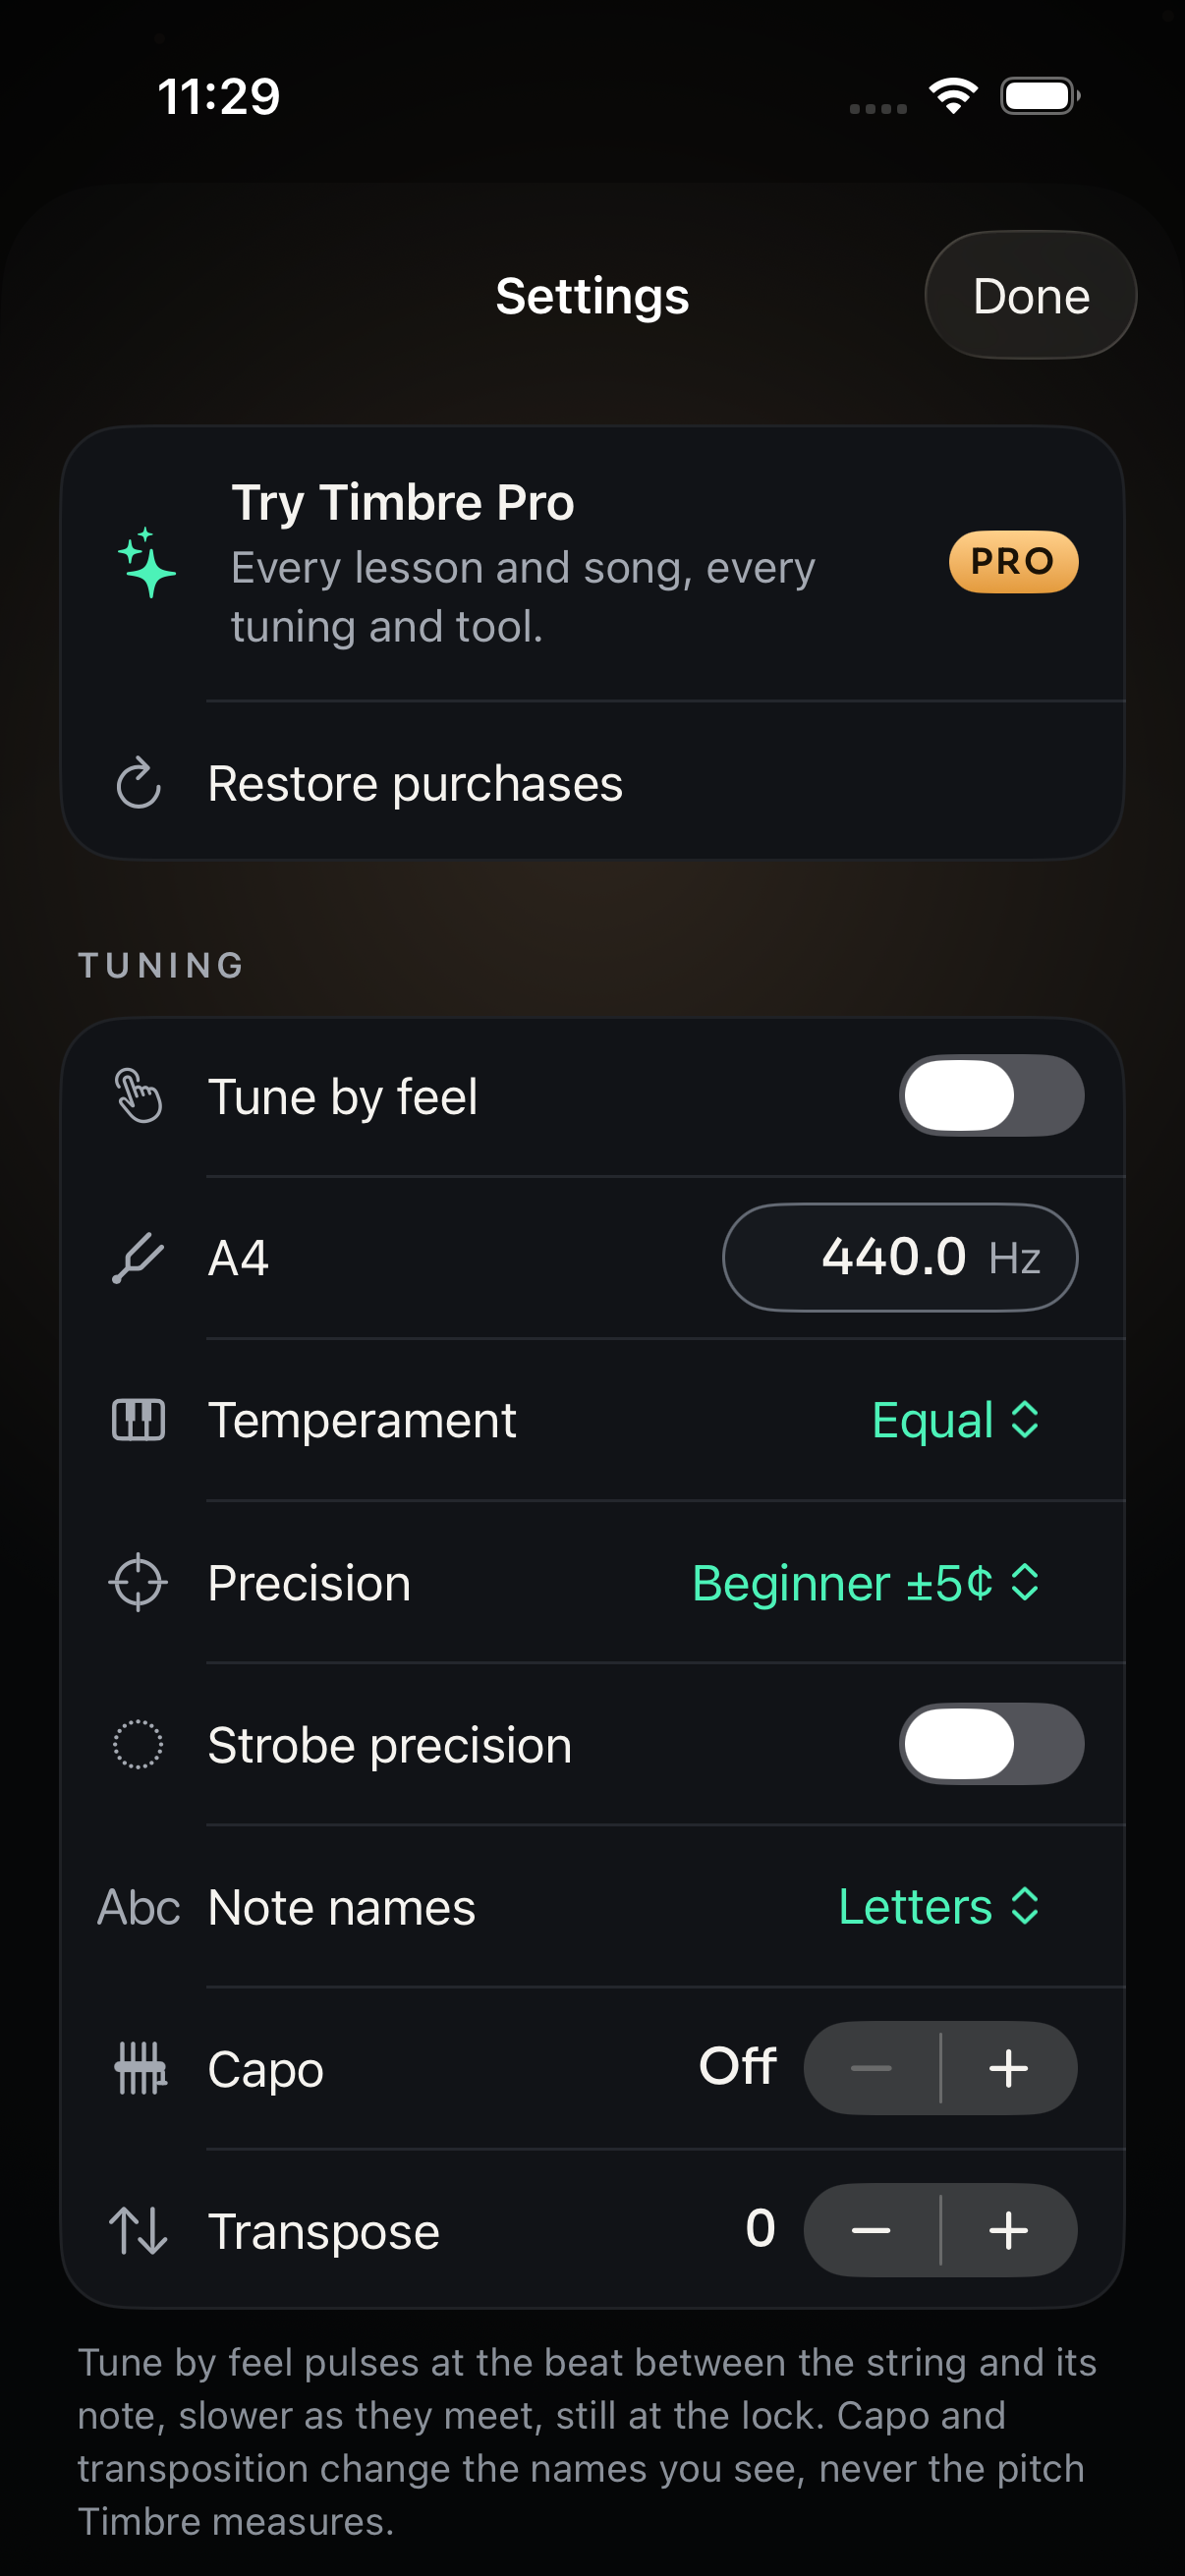 11:29
Settings
Done
Try Timbre Pro
Every lesson and song, every
tuning and tool.
PRO
Restore purchases
TUNING
Tune by feel
A4
440.0 Hz
Temperament
Equal
Precision
Beginner ±5¢
Strobe precision
Abc
Note names
Letters
Capo
Off
Transpose
0
Tune by feel pulses at the beat between the string and its
note, slower as they meet, still at the lock. Capo and
transposition change the names you see, never the pitch
Timbre measures.